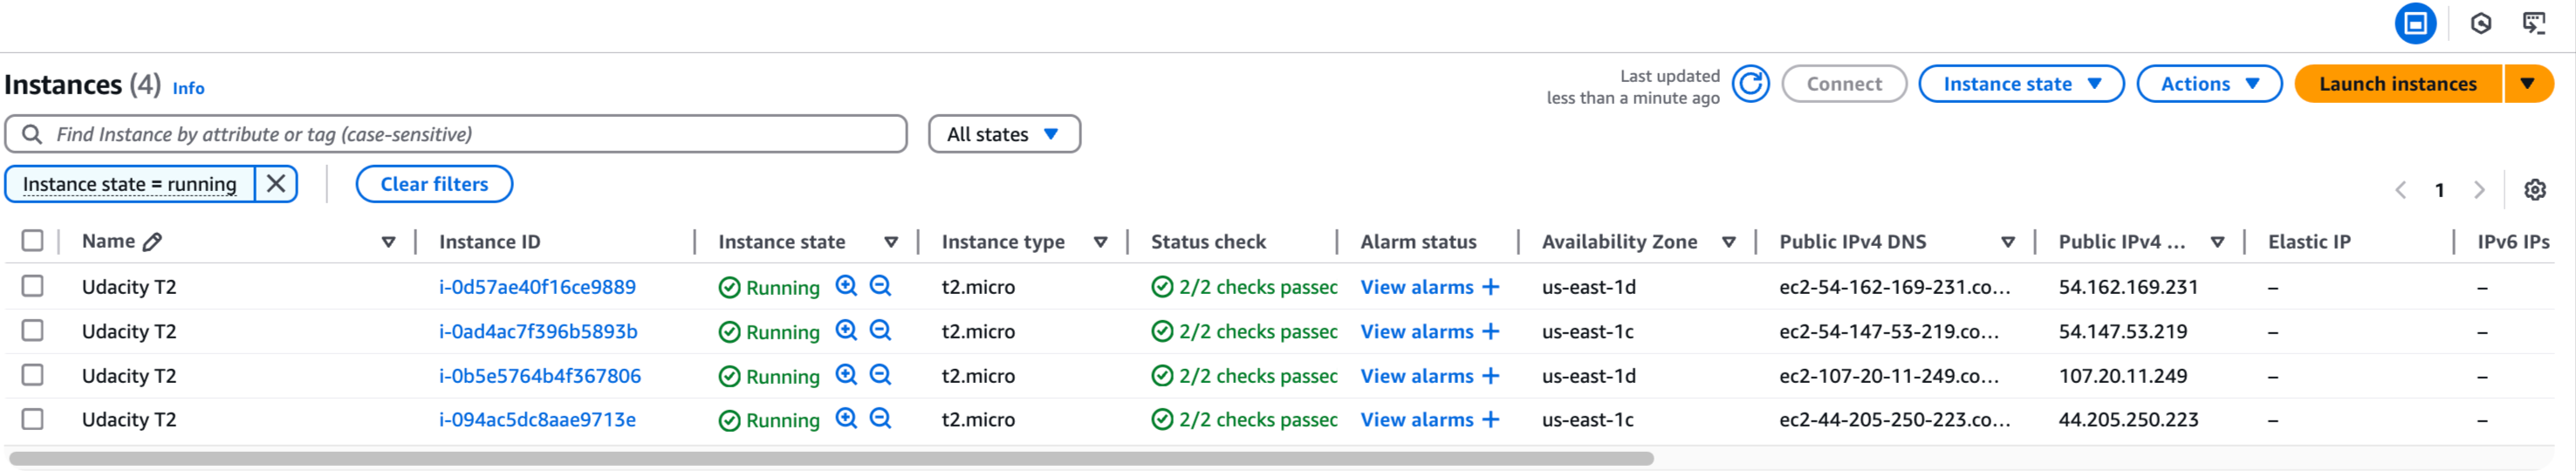 Instances (4) Info
Last updated
less than a minute ago
Connect
Instance state
Actions
Launch instances
Find Instance by attribute or tag (case-sensitive)
All states
Instance state = running
Clear filters
1
Name Instance ID Instance state Instance type Status check Alarm status Availability Zone Public IPv4 DNS Public IPv4 ... Elastic IP IPv6 IPs
Udacity T2 i-0d57ae40f16ce9889 Running t2.micro 2/2 checks passec View alarms + us-east-1d ec2-54-162-169-231.co... 54.162.169.231 – –
Udacity T2 i-0ad4ac7f396b5893b Running t2.micro 2/2 checks passec View alarms + us-east-1c ec2-54-147-53-219.co... 54.147.53.219 – –
Udacity T2 i-0b5e5764b4f367806 Running t2.micro 2/2 checks passec View alarms + us-east-1d ec2-107-20-11-249.co... 107.20.11.249 – –
Udacity T2 i-094ac5dc8aae9713e Running t2.micro 2/2 checks passec View alarms + us-east-1c ec2-44-205-250-223.co... 44.205.250.223 – –